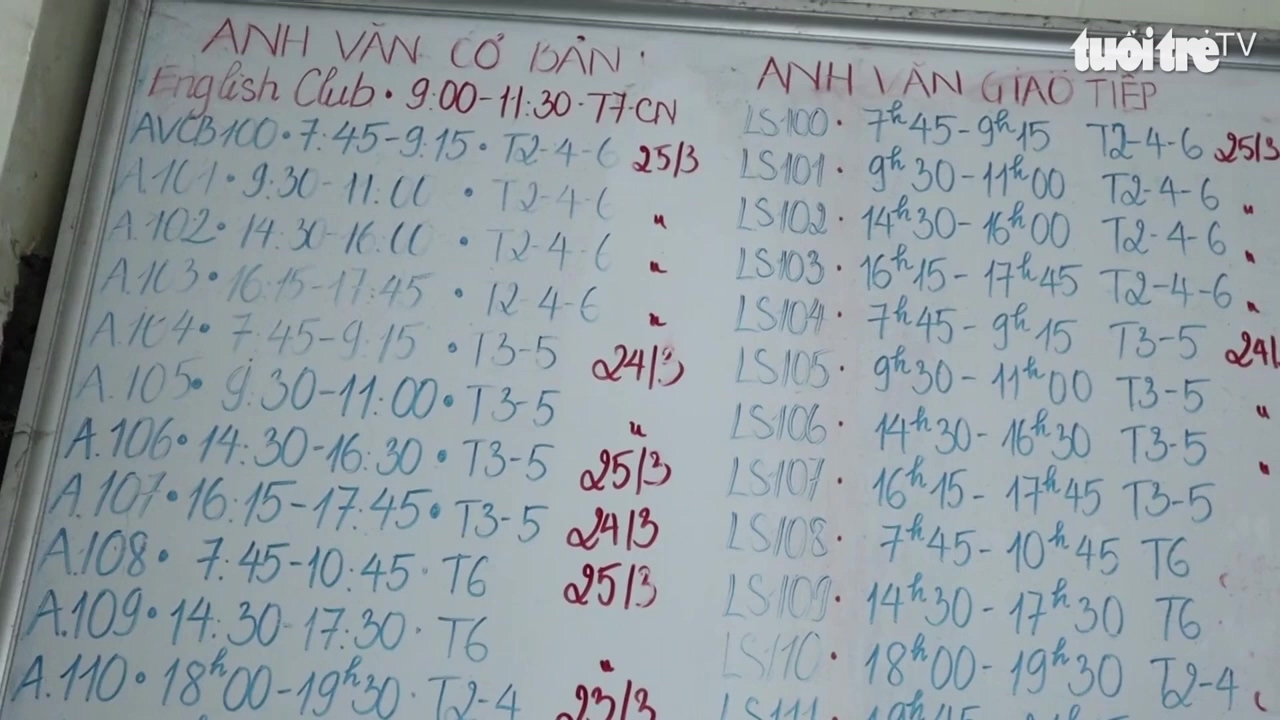 tuổi trẻ TV
ANH VĂN CƠ BẢN
English Club • 9:00-11:30 • T7-CN
AVCB100 • 7:45-9:15 • T2-4-6 25/3
A.101 • 9:30-11:00 • T2-4-6 "
A.102 • 14:30-16:00 • T2-4-6 "
A.103 • 16:15-17:45 • T2-4-6 "
A.104 • 7:45-9:15 • T3-5 24/3
A.105 • 9:30-11:00 • T3-5 "
A.106 • 14:30-16:30 • T3-5 25/3
A.107 • 16:15-17:45 • T3-5 24/3
A.108 • 7:45-10:45 • T6 25/3
A.109 • 14:30-17:30 • T6 "
A.110 • 18h00-19h30 • T2-4 23/3
ANH VĂN GIAO TIẾP
LS100 • 7h45-9h15 T2-4-6 25/3
LS101 • 9h30-11h00 T2-4-6 "
LS102 • 14h30-16h00 T2-4-6 "
LS103 • 16h15-17h45 T2-4-6 "
LS104 • 7h45-9h15 T3-5 24/
LS105 • 9h30-11h00 T3-5 "
LS106 • 14h30-16h30 T3-5 "
LS107 • 16h15-17h45 T3-5
LS108 • 7h45-10h45 T6
LS109 • 14h30-17h30 T6
LS110 • 18h00-19h30 T2-4
LS111 •